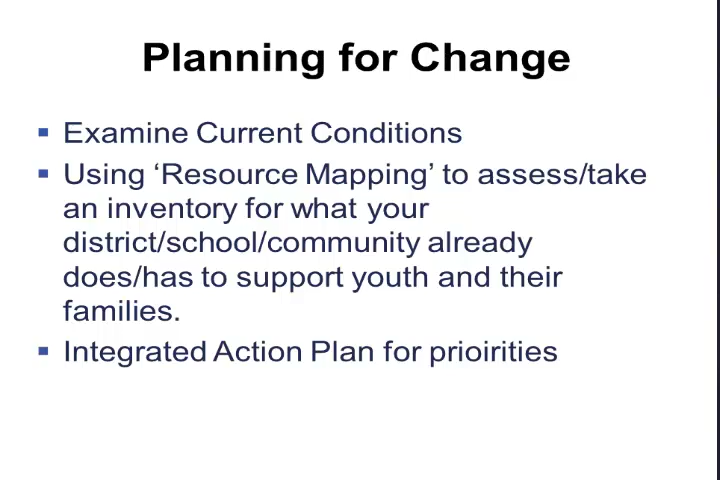 Planning for Change
▪ Examine Current Conditions
▪ Using ‘Resource Mapping’ to assess/take
an inventory for what your
district/school/community already
does/has to support youth and their
families.
▪ Integrated Action Plan for prioirities